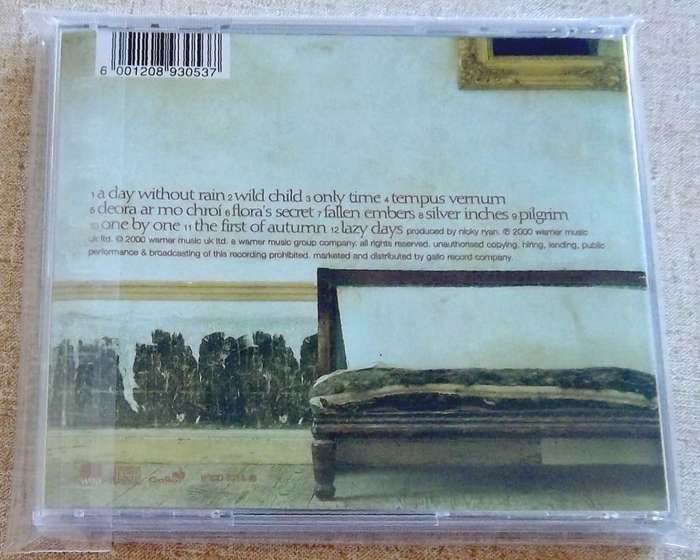 6 001208 930537
1 a day without rain 2 wild child 3 only time 4 tempus vernum
5 deora ar mo chroí 6 flora's secret 7 fallen embers 8 silver inches 9 pilgrim
10 one by one 11 the first of autumn 12 lazy days produced by nicky ryan. ℗ 2000 warner music
uk ltd. © 2000 warner music uk ltd. a warner music group company. all rights reserved. unauthorised copying, hiring, lending, public
performance & broadcasting of this recording prohibited. marketed and distributed by gallo record company.
Gallo